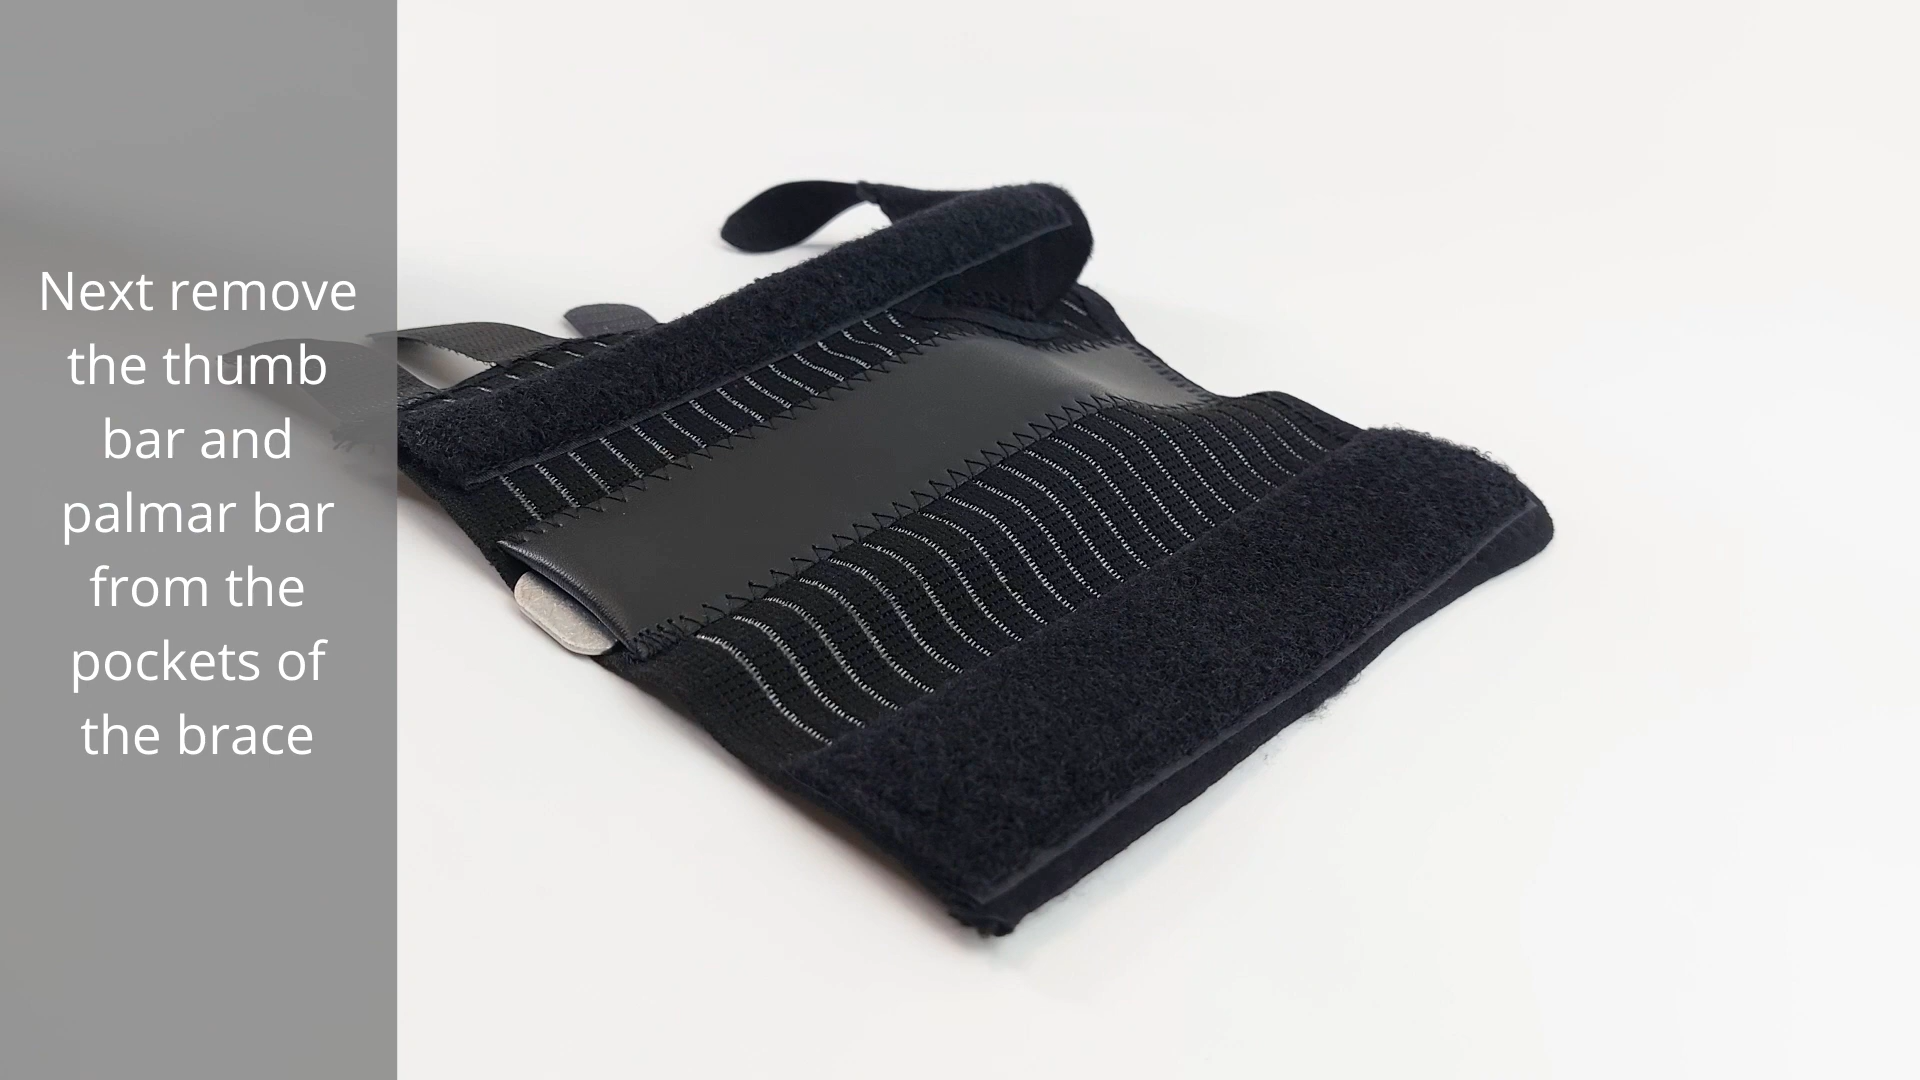 Next remove
the thumb
bar and
palmar bar
from the
pockets of
the brace